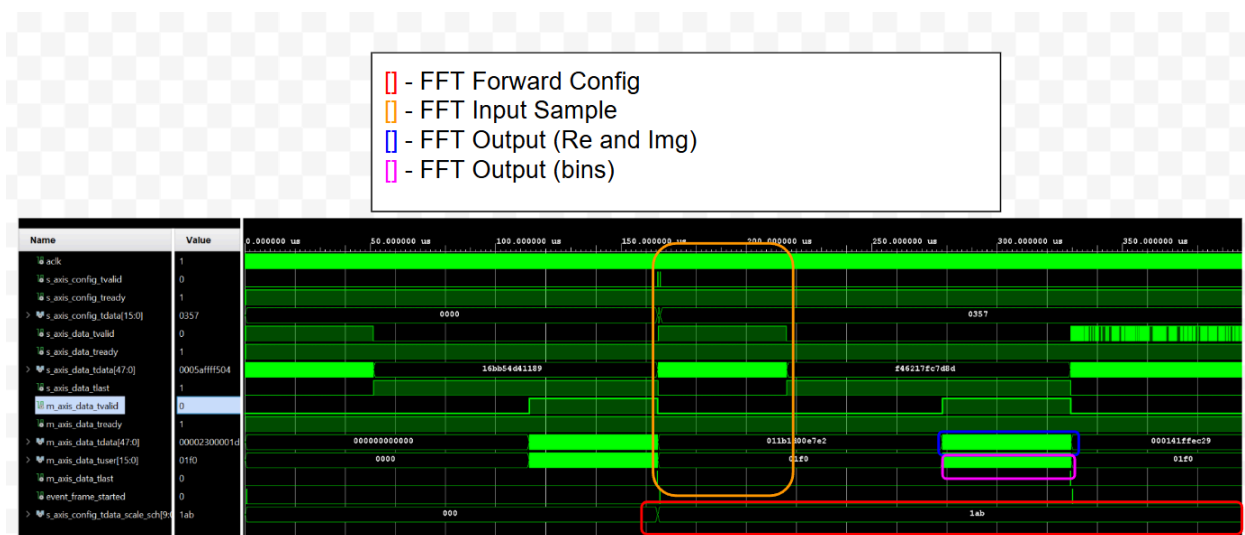 [] - FFT Forward Config
[] - FFT Input Sample
[] - FFT Output (Re and Img)
[] - FFT Output (bins)
Name Value 0.000000 us 50.000000 us 100.000000 us 150.000000 us 200.000000 us 250.000000 us 300.000000 us 350.000000 us
aclk 1
s_axis_config_tvalid 0
s_axis_config_tready 1
> s_axis_config_tdata[15:0] 0357 0000 0357
s_axis_data_tvalid 0
s_axis_data_tready 1
> s_axis_data_tdata[47:0] 0005affff504 16bb54d41189 f46217fc7d8d
s_axis_data_tlast 1
m_axis_data_tvalid 0
m_axis_data_tready 1
> m_axis_data_tdata[47:0] 00002300001d 000000000000 000141ffec29
> m_axis_data_tuser[15:0] 01f0 0000 01f0 01f0
m_axis_data_tlast 0
event_frame_started 0
> s_axis_config_tdata_scale_sch[9: 1ab 000 1ab